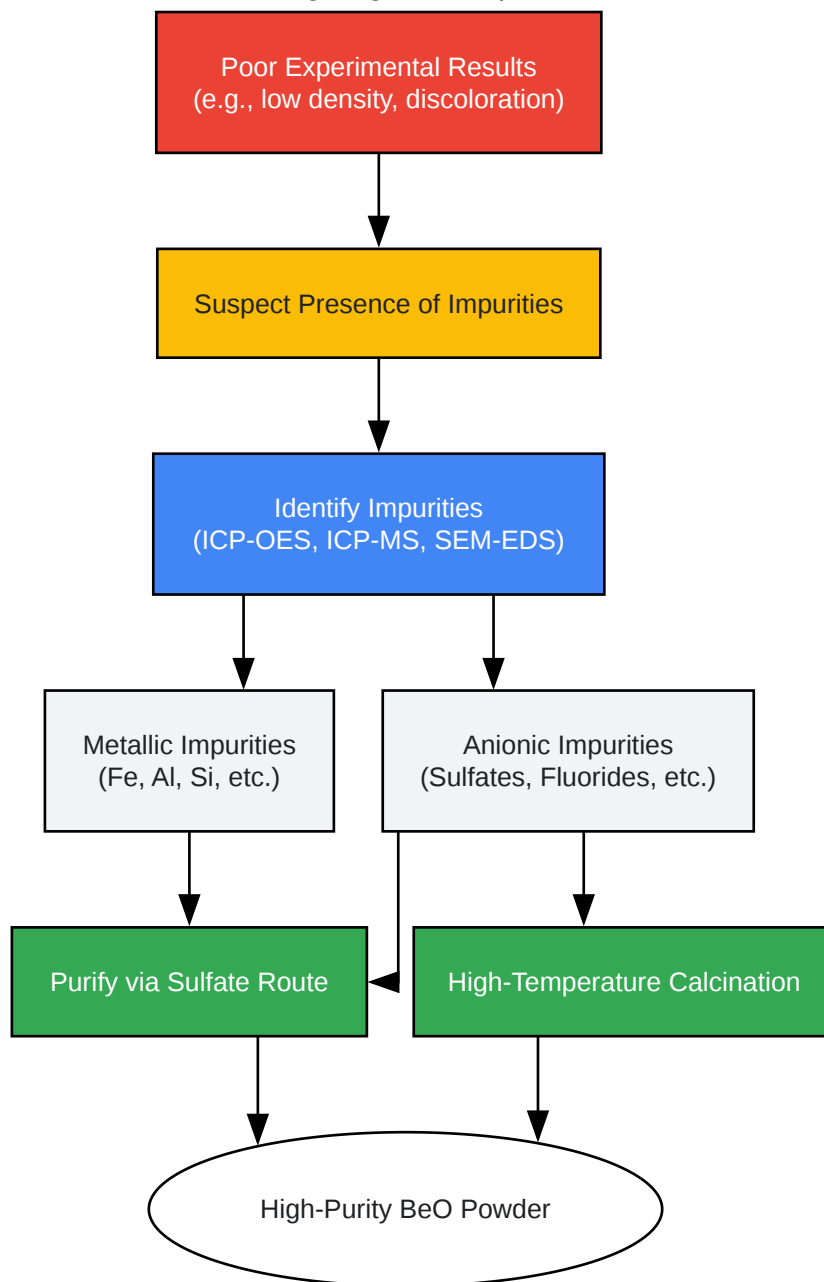 Poor Experimental Results
(e.g., low density, discoloration)
Suspect Presence of Impurities
Identify Impurities
(ICP-OES, ICP-MS, SEM-EDS)
Metallic Impurities
(Fe, Al, Si, etc.)
Anionic Impurities
(Sulfates, Fluorides, etc.)
Purify via Sulfate Route
High-Temperature Calcination
High-Purity BeO Powder